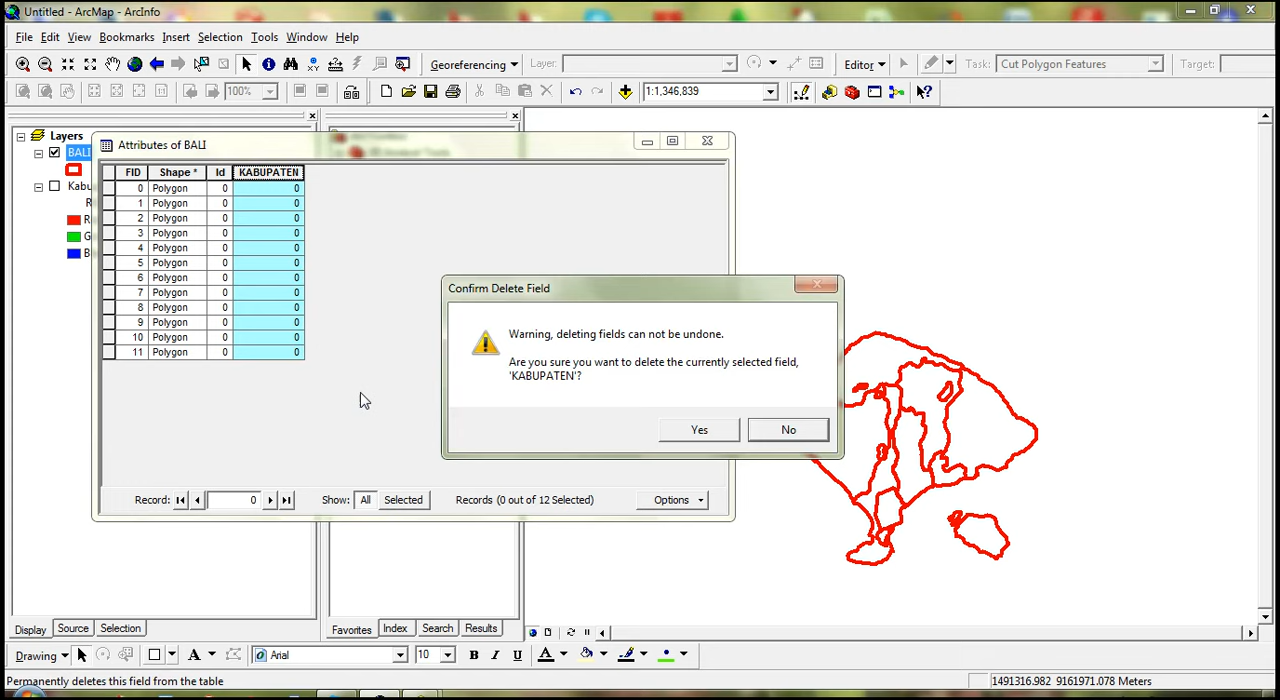 Untitled - ArcMap - ArcInfo
File Edit View Bookmarks Insert Selection Tools Window Help
Georeferencing Layer: Editor Task: Cut Polygon Features Target:
100% 1:1,346,839
Layers
BALI
Kabu
R
R
G
B
Attributes of BALI
FID Shape * Id KABUPATEN
0 Polygon 0 0
1 Polygon 0 0
2 Polygon 0 0
3 Polygon 0 0
4 Polygon 0 0
5 Polygon 0 0
6 Polygon 0 0
7 Polygon 0 0
8 Polygon 0 0
9 Polygon 0 0
10 Polygon 0 0
11 Polygon 0 0
Confirm Delete Field
Warning, deleting fields can not be undone.
Are you sure you want to delete the currently selected field,
'KABUPATEN'?
Yes No
Record: 0 Show: All Selected Records (0 out of 12 Selected) Options
Display Source Selection Favorites Index Search Results
Drawing A Arial 10 B I U A
Permanently deletes this field from the table 1491316.982 9161971.078 Meters